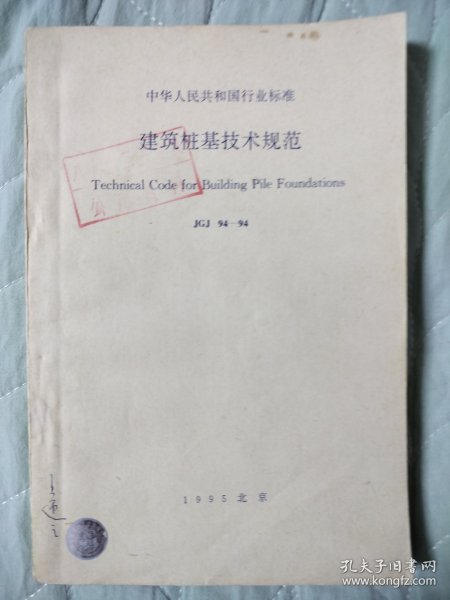 中华人民共和国行业标准
建筑桩基技术规范
Technical Code for Building Pile Foundations
JGJ 94—94
1995 北京
孔夫子旧书网
www.kongfz.com